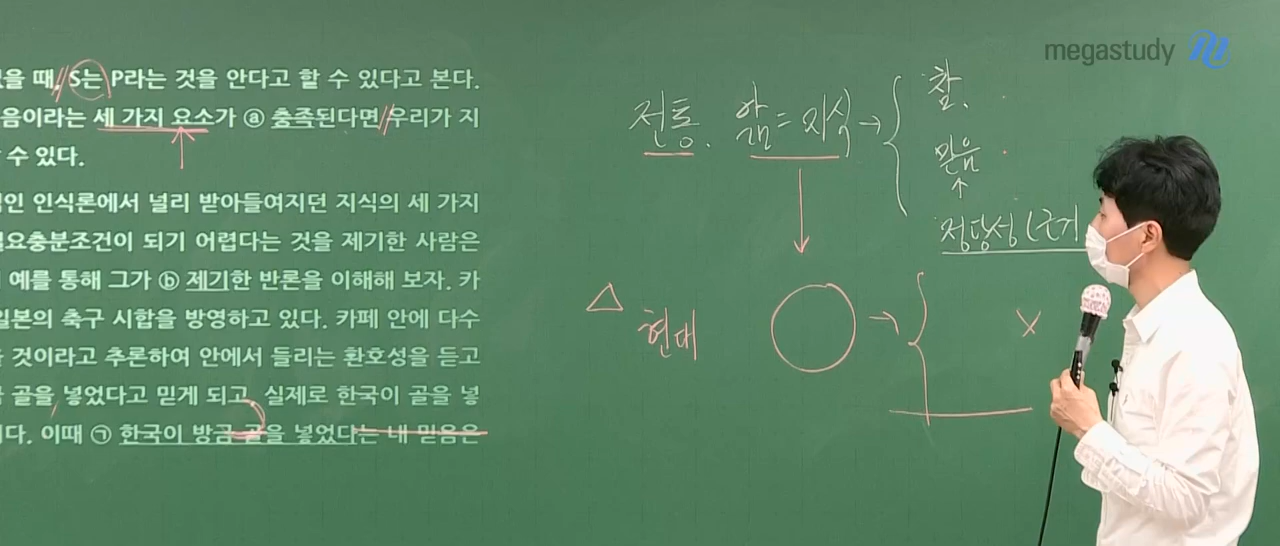 megastudy
때, S는 P라는 것을 안다고 할 수 있다고 본다.
음이라는 세 가지 요소가 ⓐ 충족된다면 우리가 지
수 있다.
인 인식론에서 널리 받아들여지던 지식의 세 가지
필요충분조건이 되기 어렵다는 것을 제기한 사람은
예를 통해 그가 ⓑ 제기한 반론을 이해해 보자. 카
일본의 축구 시합을 방영하고 있다. 카페 안에 다수
것이라고 추론하여 안에서 들리는 환호성을 듣고
골을 넣었다고 믿게 되고, 실제로 한국이 골을 넣
다. 이때 ㉠ 한국이 방금 골을 넣었다는 내 믿음은
전통. 앎 = 지식 → {
참.
믿음
↑
정당성 (근거
△
현대 ○ → { X